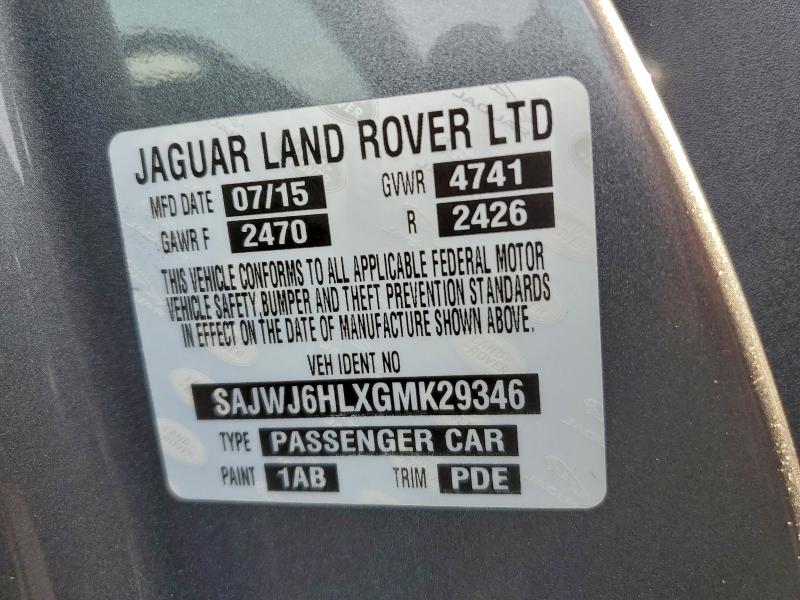 JAGUAR LAND ROVER LTD
MFD DATE 07/15 GVWR 4741
GAWR F 2470 R 2426
THIS VEHICLE CONFORMS TO ALL APPLICABLE FEDERAL MOTOR
VEHICLE SAFETY,BUMPER AND THEFT PREVENTION STANDARDS
IN EFFECT ON THE DATE OF MANUFACTURE SHOWN ABOVE.
VEH IDENT NO
SAJWJ6HLXGMK29346
TYPE PASSENGER CAR
PAINT 1AB TRIM PDE